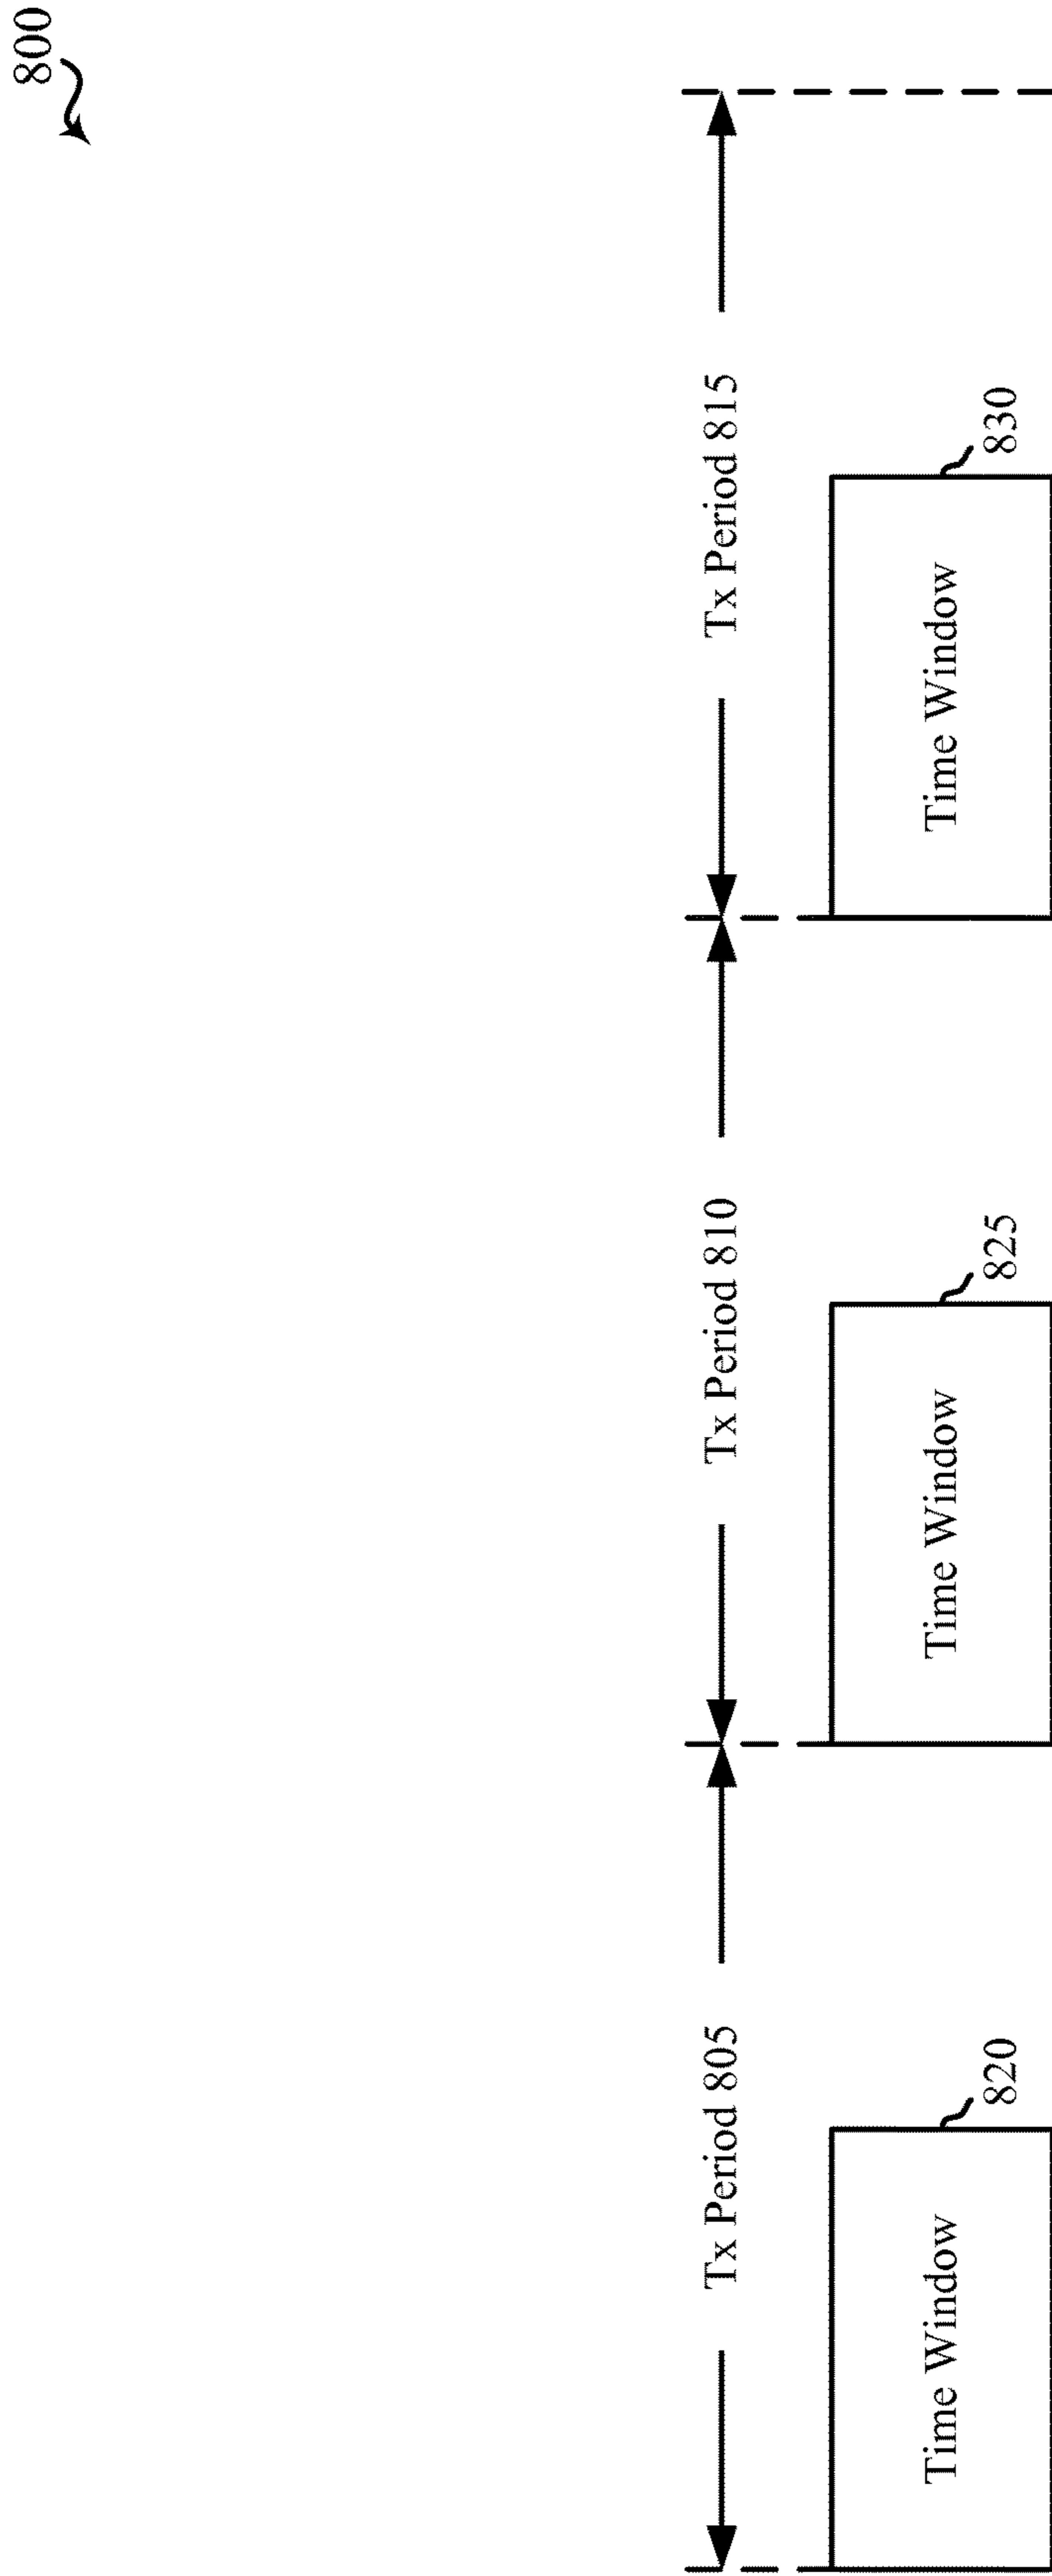 800
Tx Period 805
Tx Period 810
Tx Period 815
Time Window
820
Time Window
825
Time Window
830